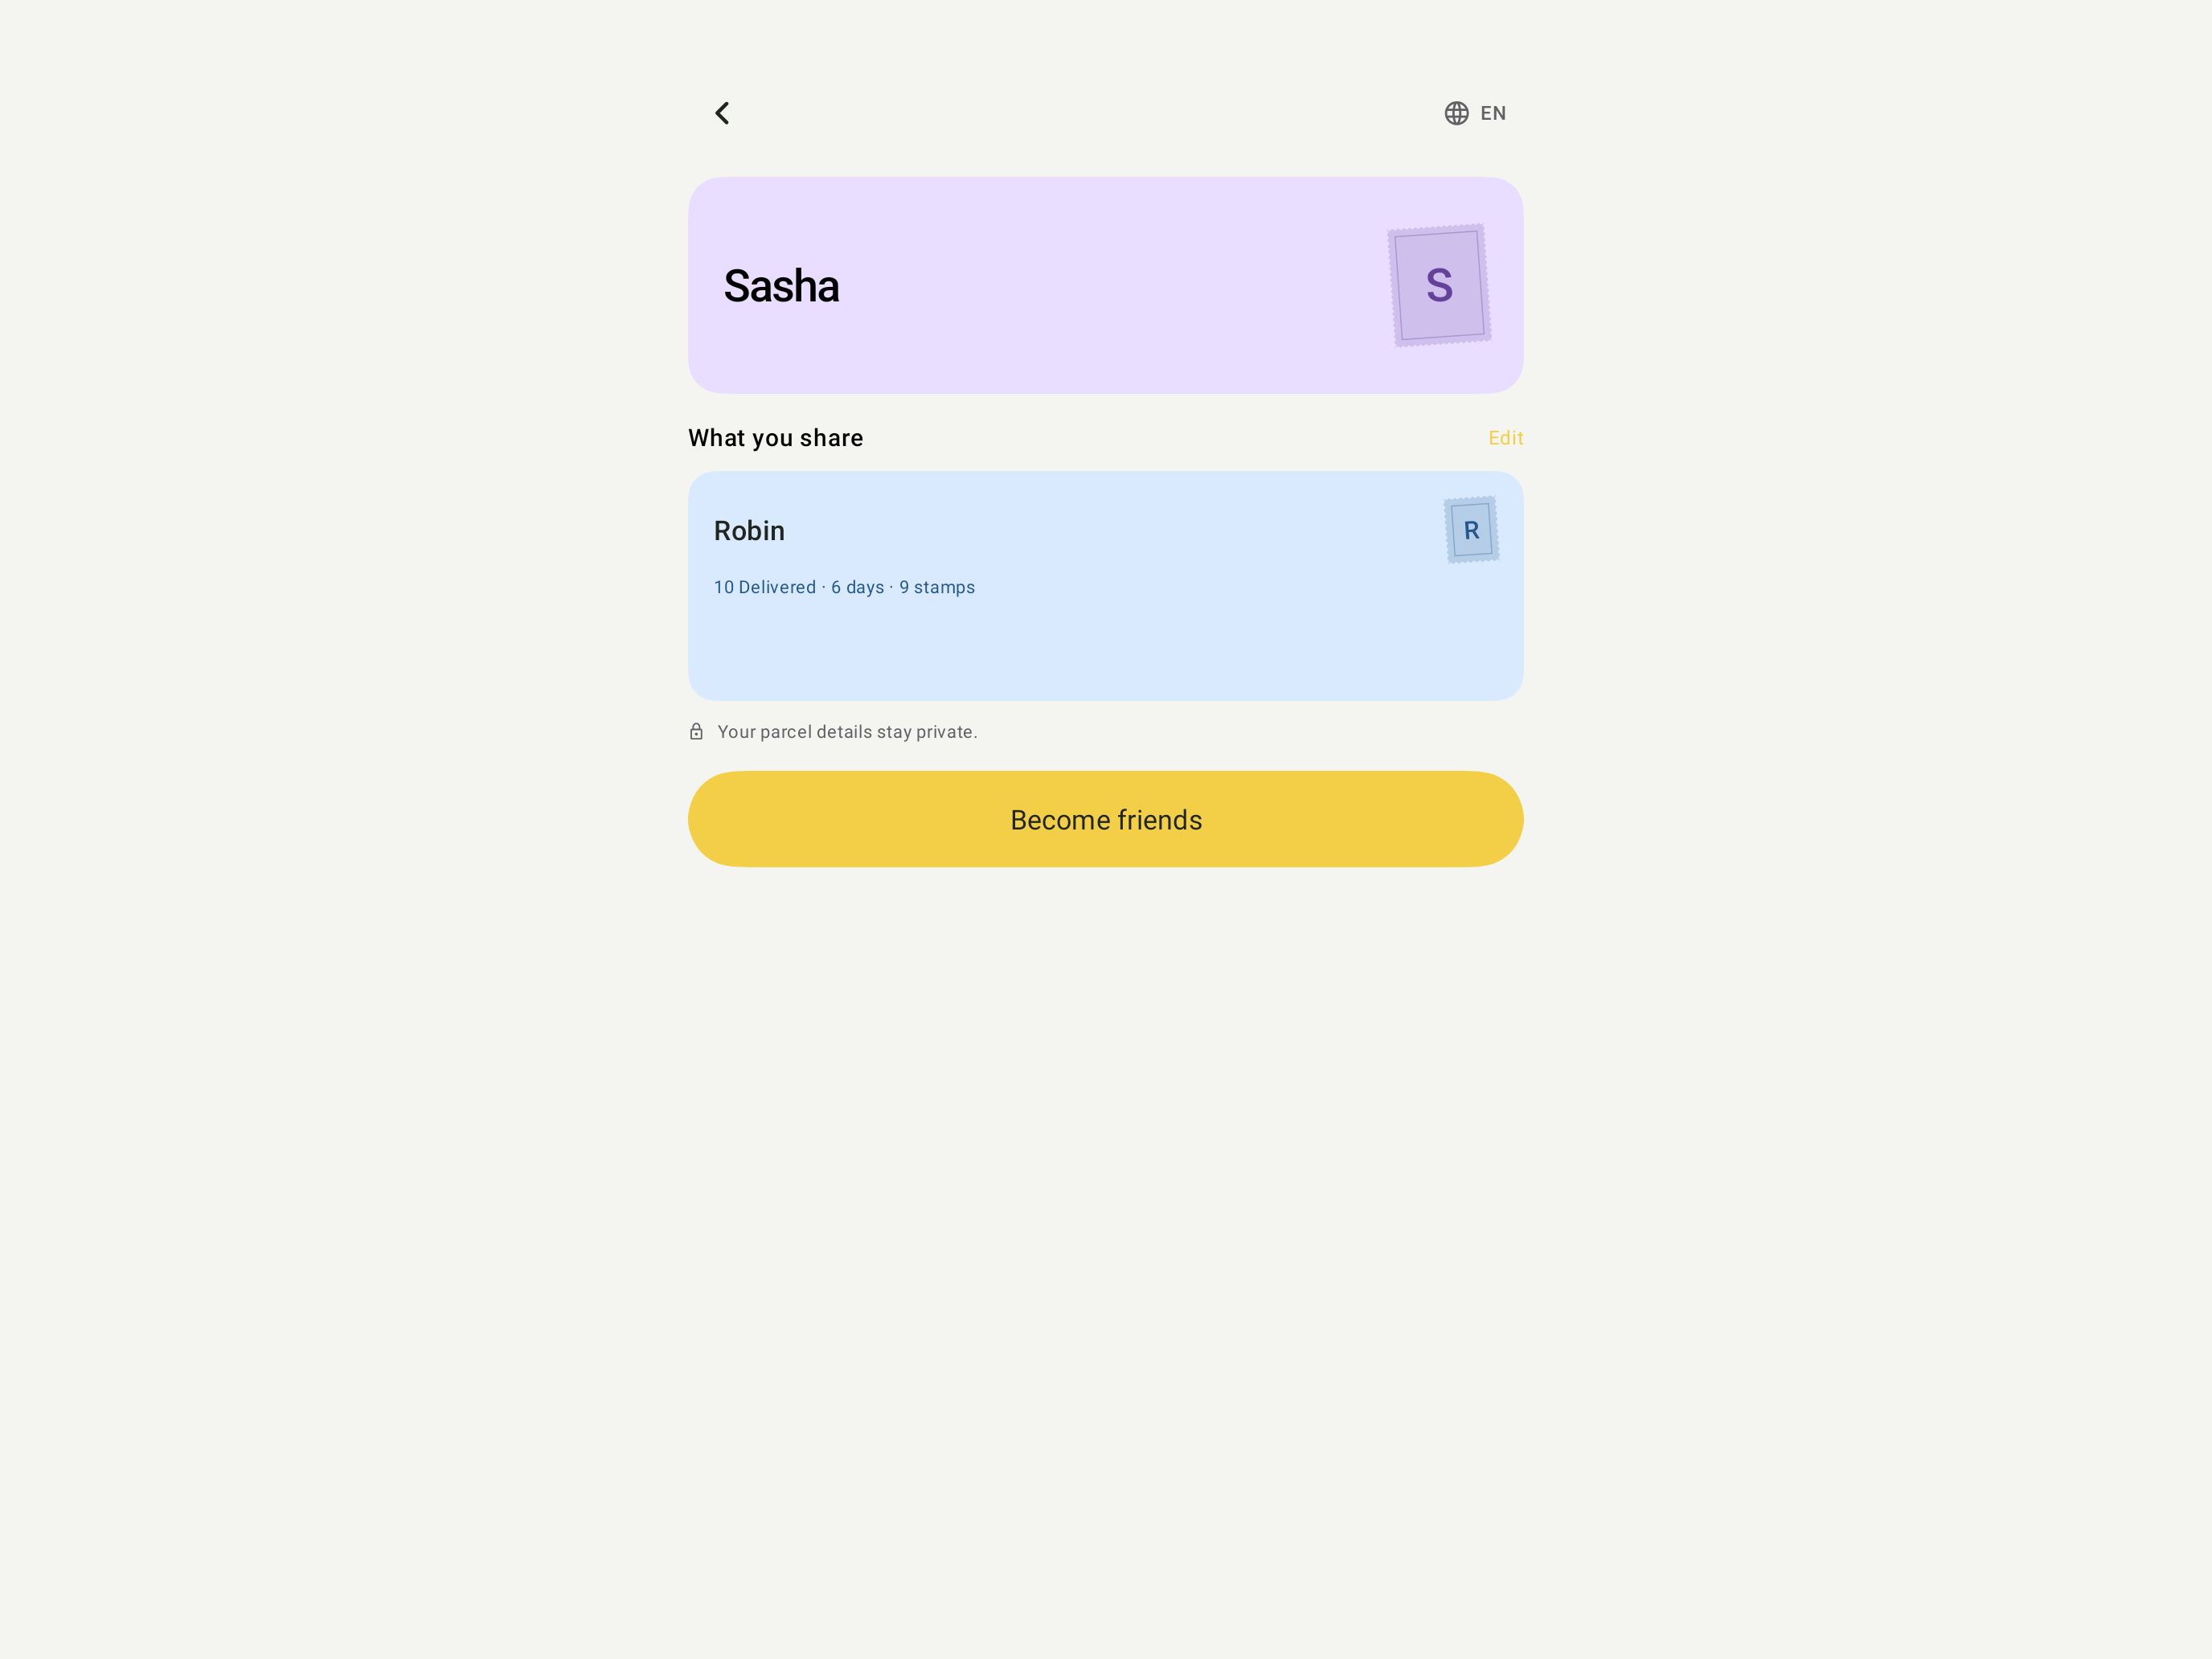 EN
Sasha
S
What you share
Edit
Robin
R
10 Delivered · 6 days · 9 stamps
Your parcel details stay private.
Become friends